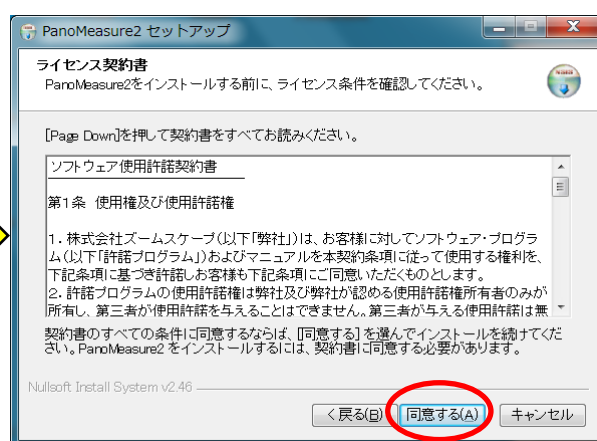 PanoMeasure2 セットアップ
ライセンス契約書
PanoMeasure2をインストールする前に、ライセンス条件を確認してください。
[Page Down]を押して契約書をすべてお読みください。
ソフトウェア使用許諾契約書
第1条 使用権及び使用許諾権
1. 株式会社ズームスケープ(以下「弊社」)は、お客様に対してソフトウェア・プログラ
ム(以下「許諾プログラム」)およびマニュアルを本契約条項に従って使用する権利を、
下記条項に基づき許諾しお客様も下記条項にご同意いただくものとします。
2. 許諾プログラムの使用許諾権は弊社及び弊社が認める使用許諾権所有者のみが
所有し、第三者が使用許諾を与えることはできません。第三者が与える使用許諾は無
契約書のすべての条件に同意するならば、[同意する] を選んでインストールを続けてくだ
さい。PanoMeasure2 をインストールするには、契約書に同意する必要があります。
Nullsoft Install System v2.46
< 戻る(B)
同意する(A)
キャンセル